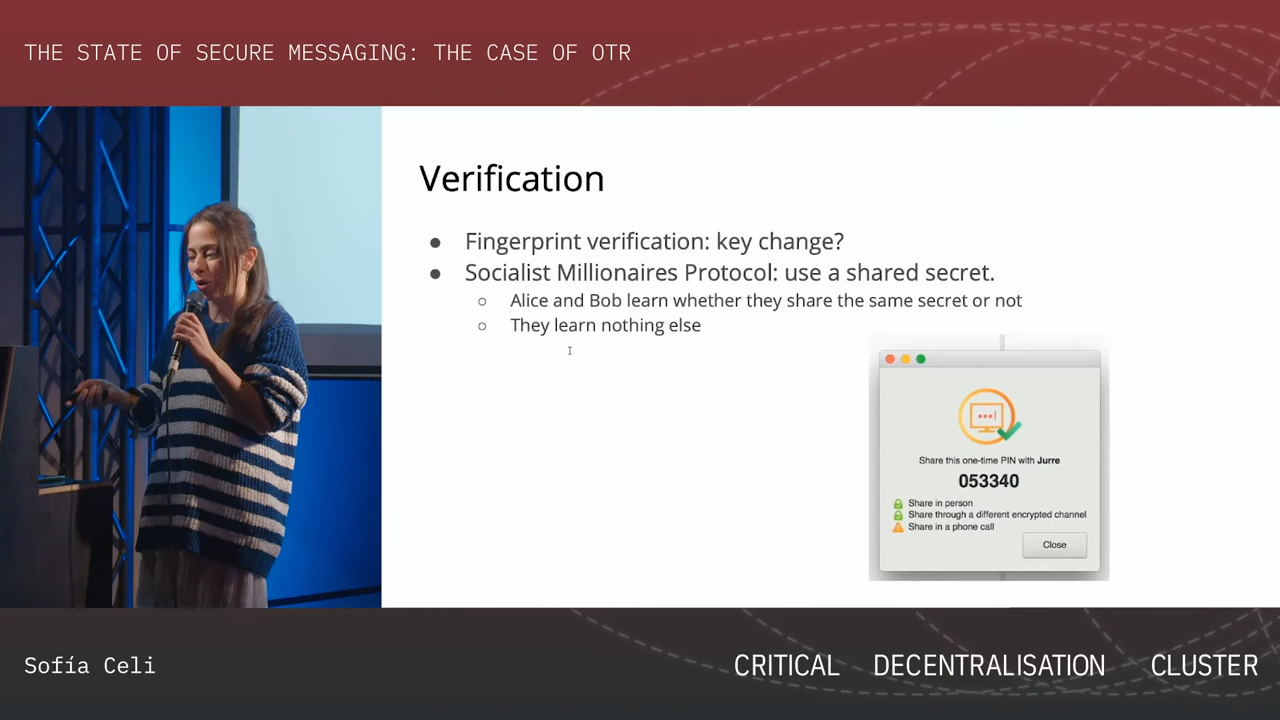 THE STATE OF SECURE MESSAGING: THE CASE OF OTR
Verification
● Fingerprint verification: key change?
● Socialist Millionaires Protocol: use a shared secret.
○ Alice and Bob learn whether they share the same secret or not
○ They learn nothing else
Share this one-time PIN with Jurre
053340
Share in person
Share through a different encrypted channel
Share in a phone call
Close
Sofía Celi
CRITICAL DECENTRALISATION CLUSTER